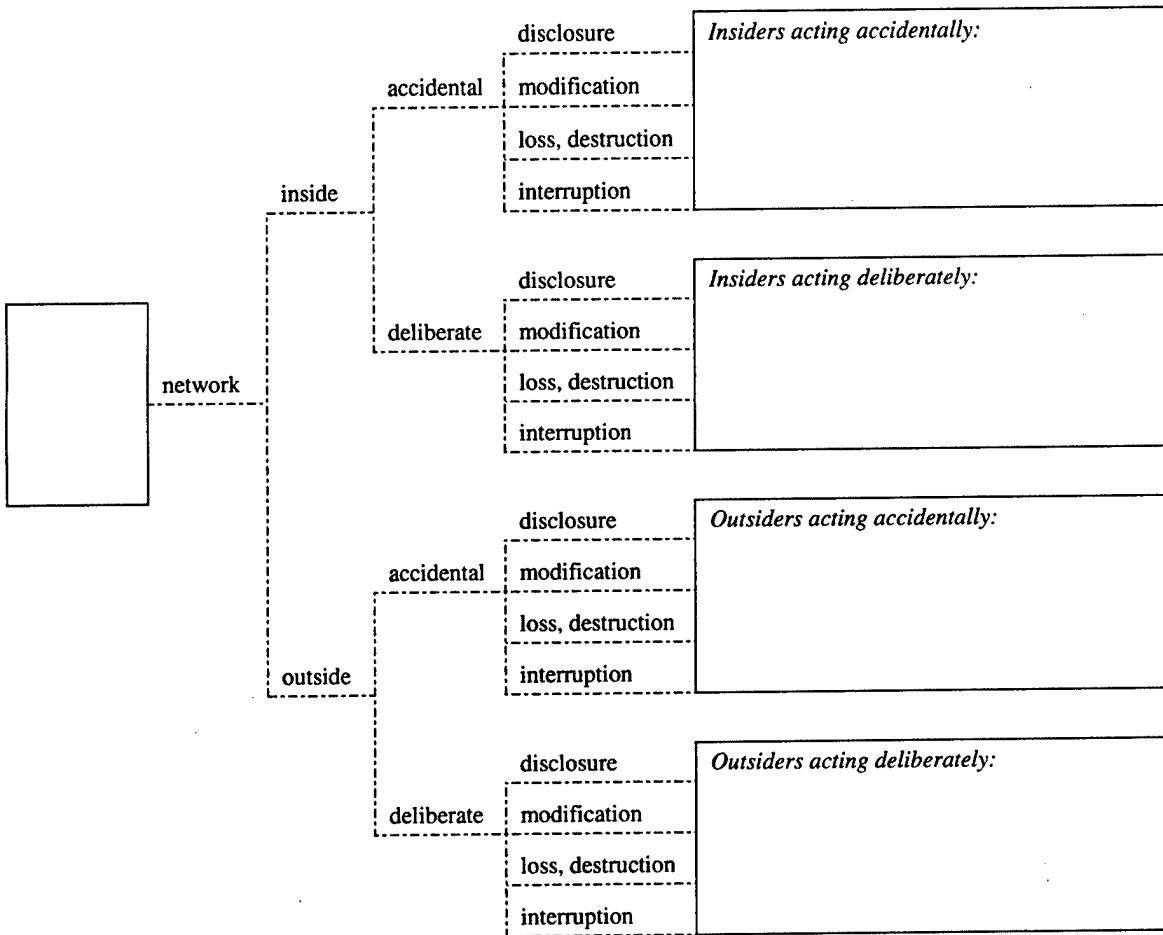 disclosure
Insiders acting accidentally:
accidental
modification
loss, destruction
inside
interruption
disclosure
Insiders acting deliberately:
deliberate
modification
network
loss, destruction
interruption
disclosure
Outsiders acting accidentally:
accidental
modification
loss, destruction
outside
interruption
disclosure
Outsiders acting deliberately:
deliberate
modification
loss, destruction
interruption